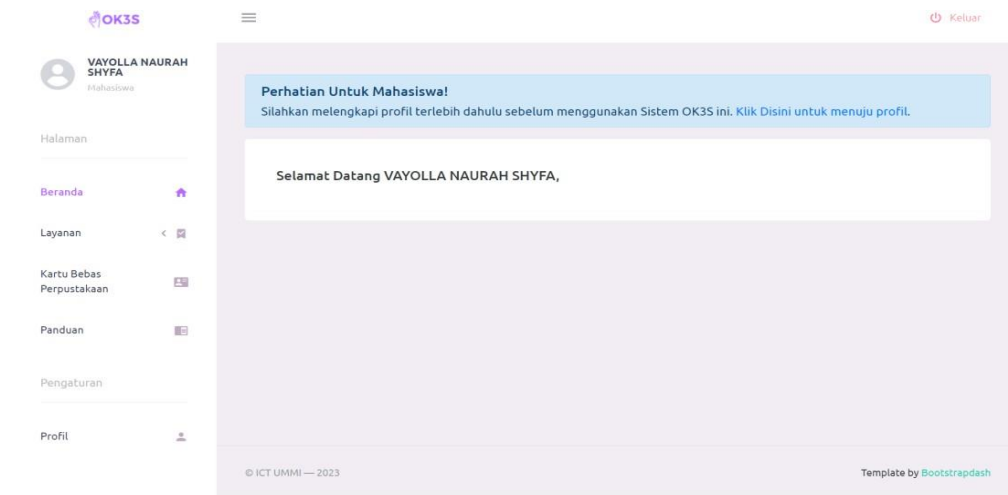 OK3S
Keluar
VAYOLLA NAURAH
SHYFA
Mahasiswa
Halaman
Beranda
Layanan
Kartu Bebas
Perpustakaan
Panduan
Pengaturan
Profil
Perhatian Untuk Mahasiswa!
Silahkan melengkapi profil terlebih dahulu sebelum menggunakan Sistem OK3S ini. Klik Disini untuk menuju profil.
Selamat Datang VAYOLLA NAURAH SHYFA,
© ICT UMMI — 2023
Template by Bootstrapdash